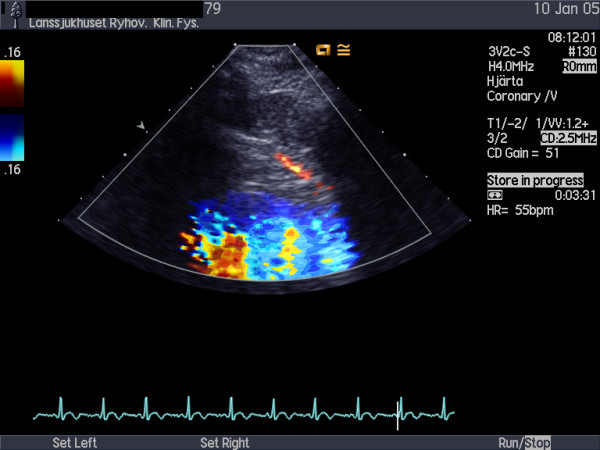 79
10 Jan 05
Lanssjukhuset Ryhov. Klin. Fys.
08:12:01
.16
3V2c-S #130
H4.0MHz R0mm
Hjärta
Coronary /V
T1/-2/ 1/VV:1.2+
3/2 CD:2.5MHz
CD Gain = 51
.16
Store in progress
0:03:31
HR= 55bpm
Set Left Set Right Run/Stop